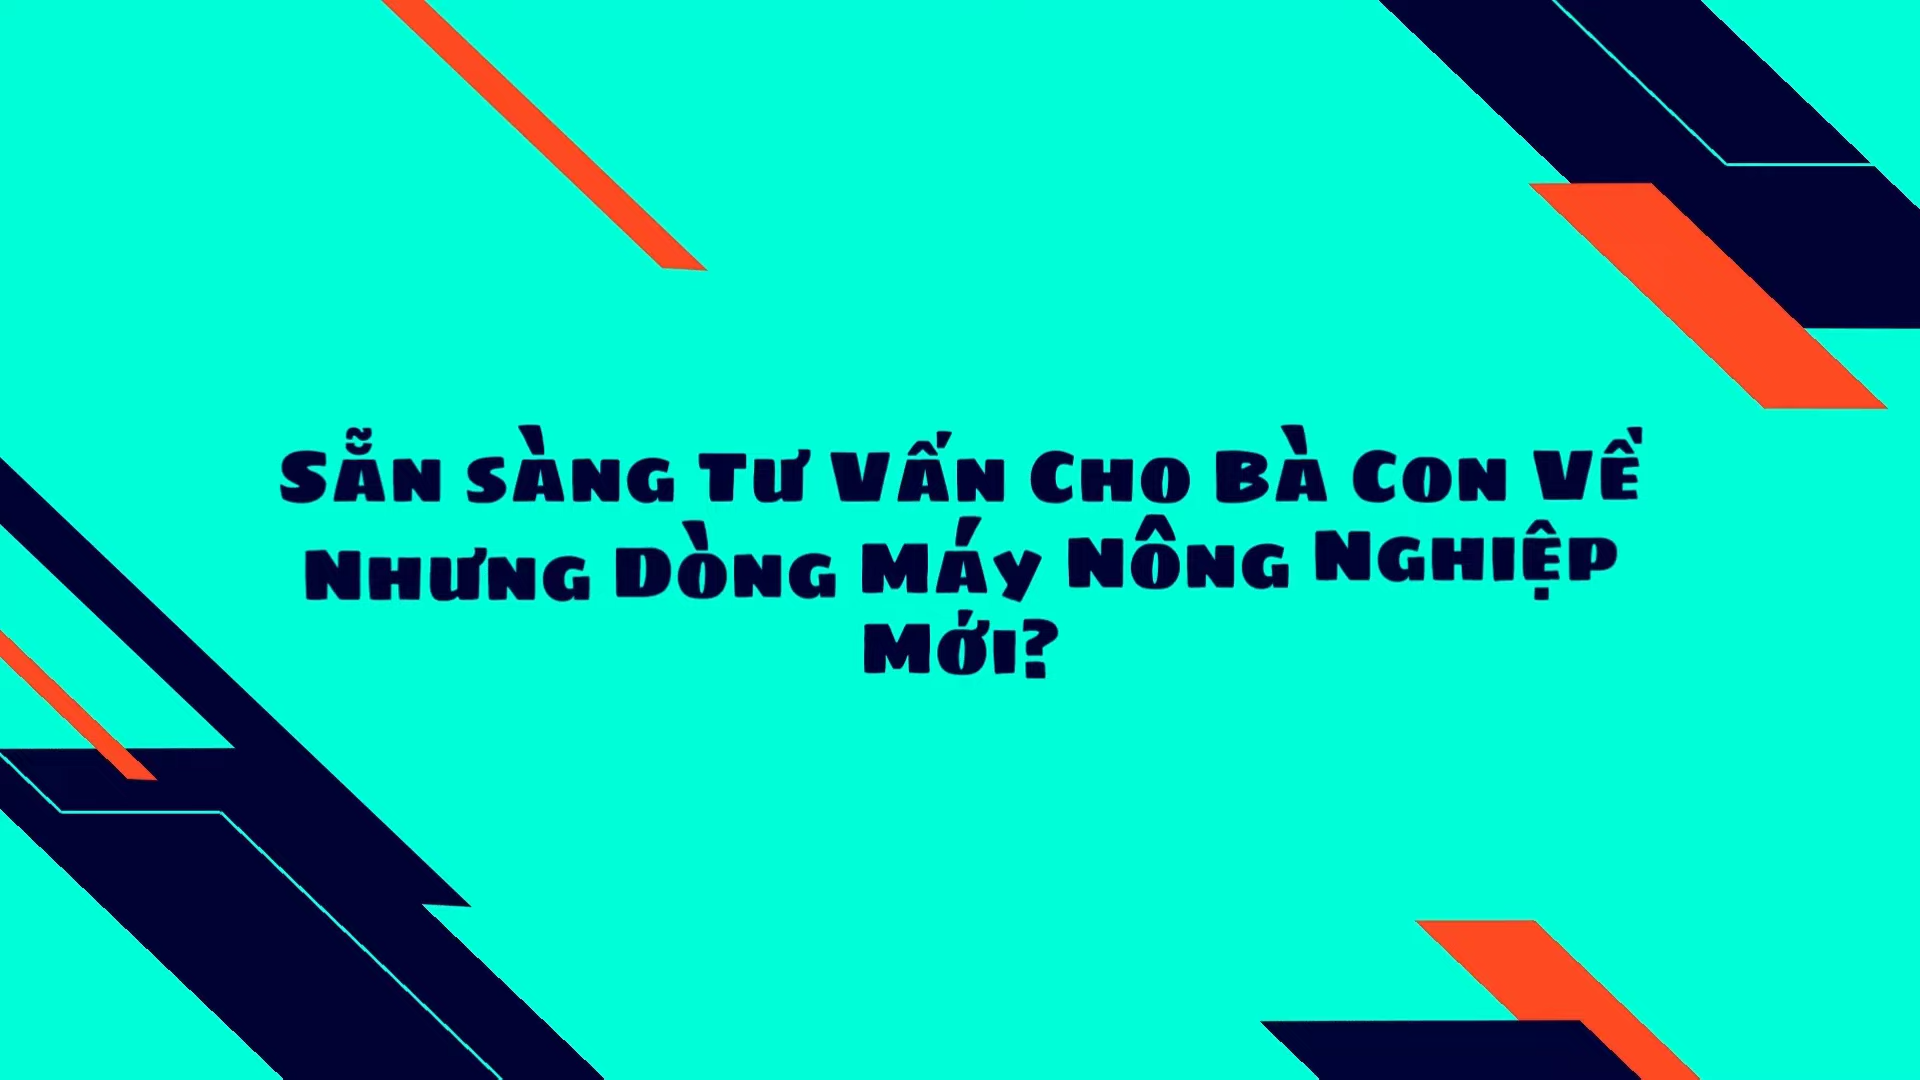 Sẵn sàng Tư Vấn Cho Bà Con Về
Nhưng Dòng Máy Nông Nghiệp
Mới?